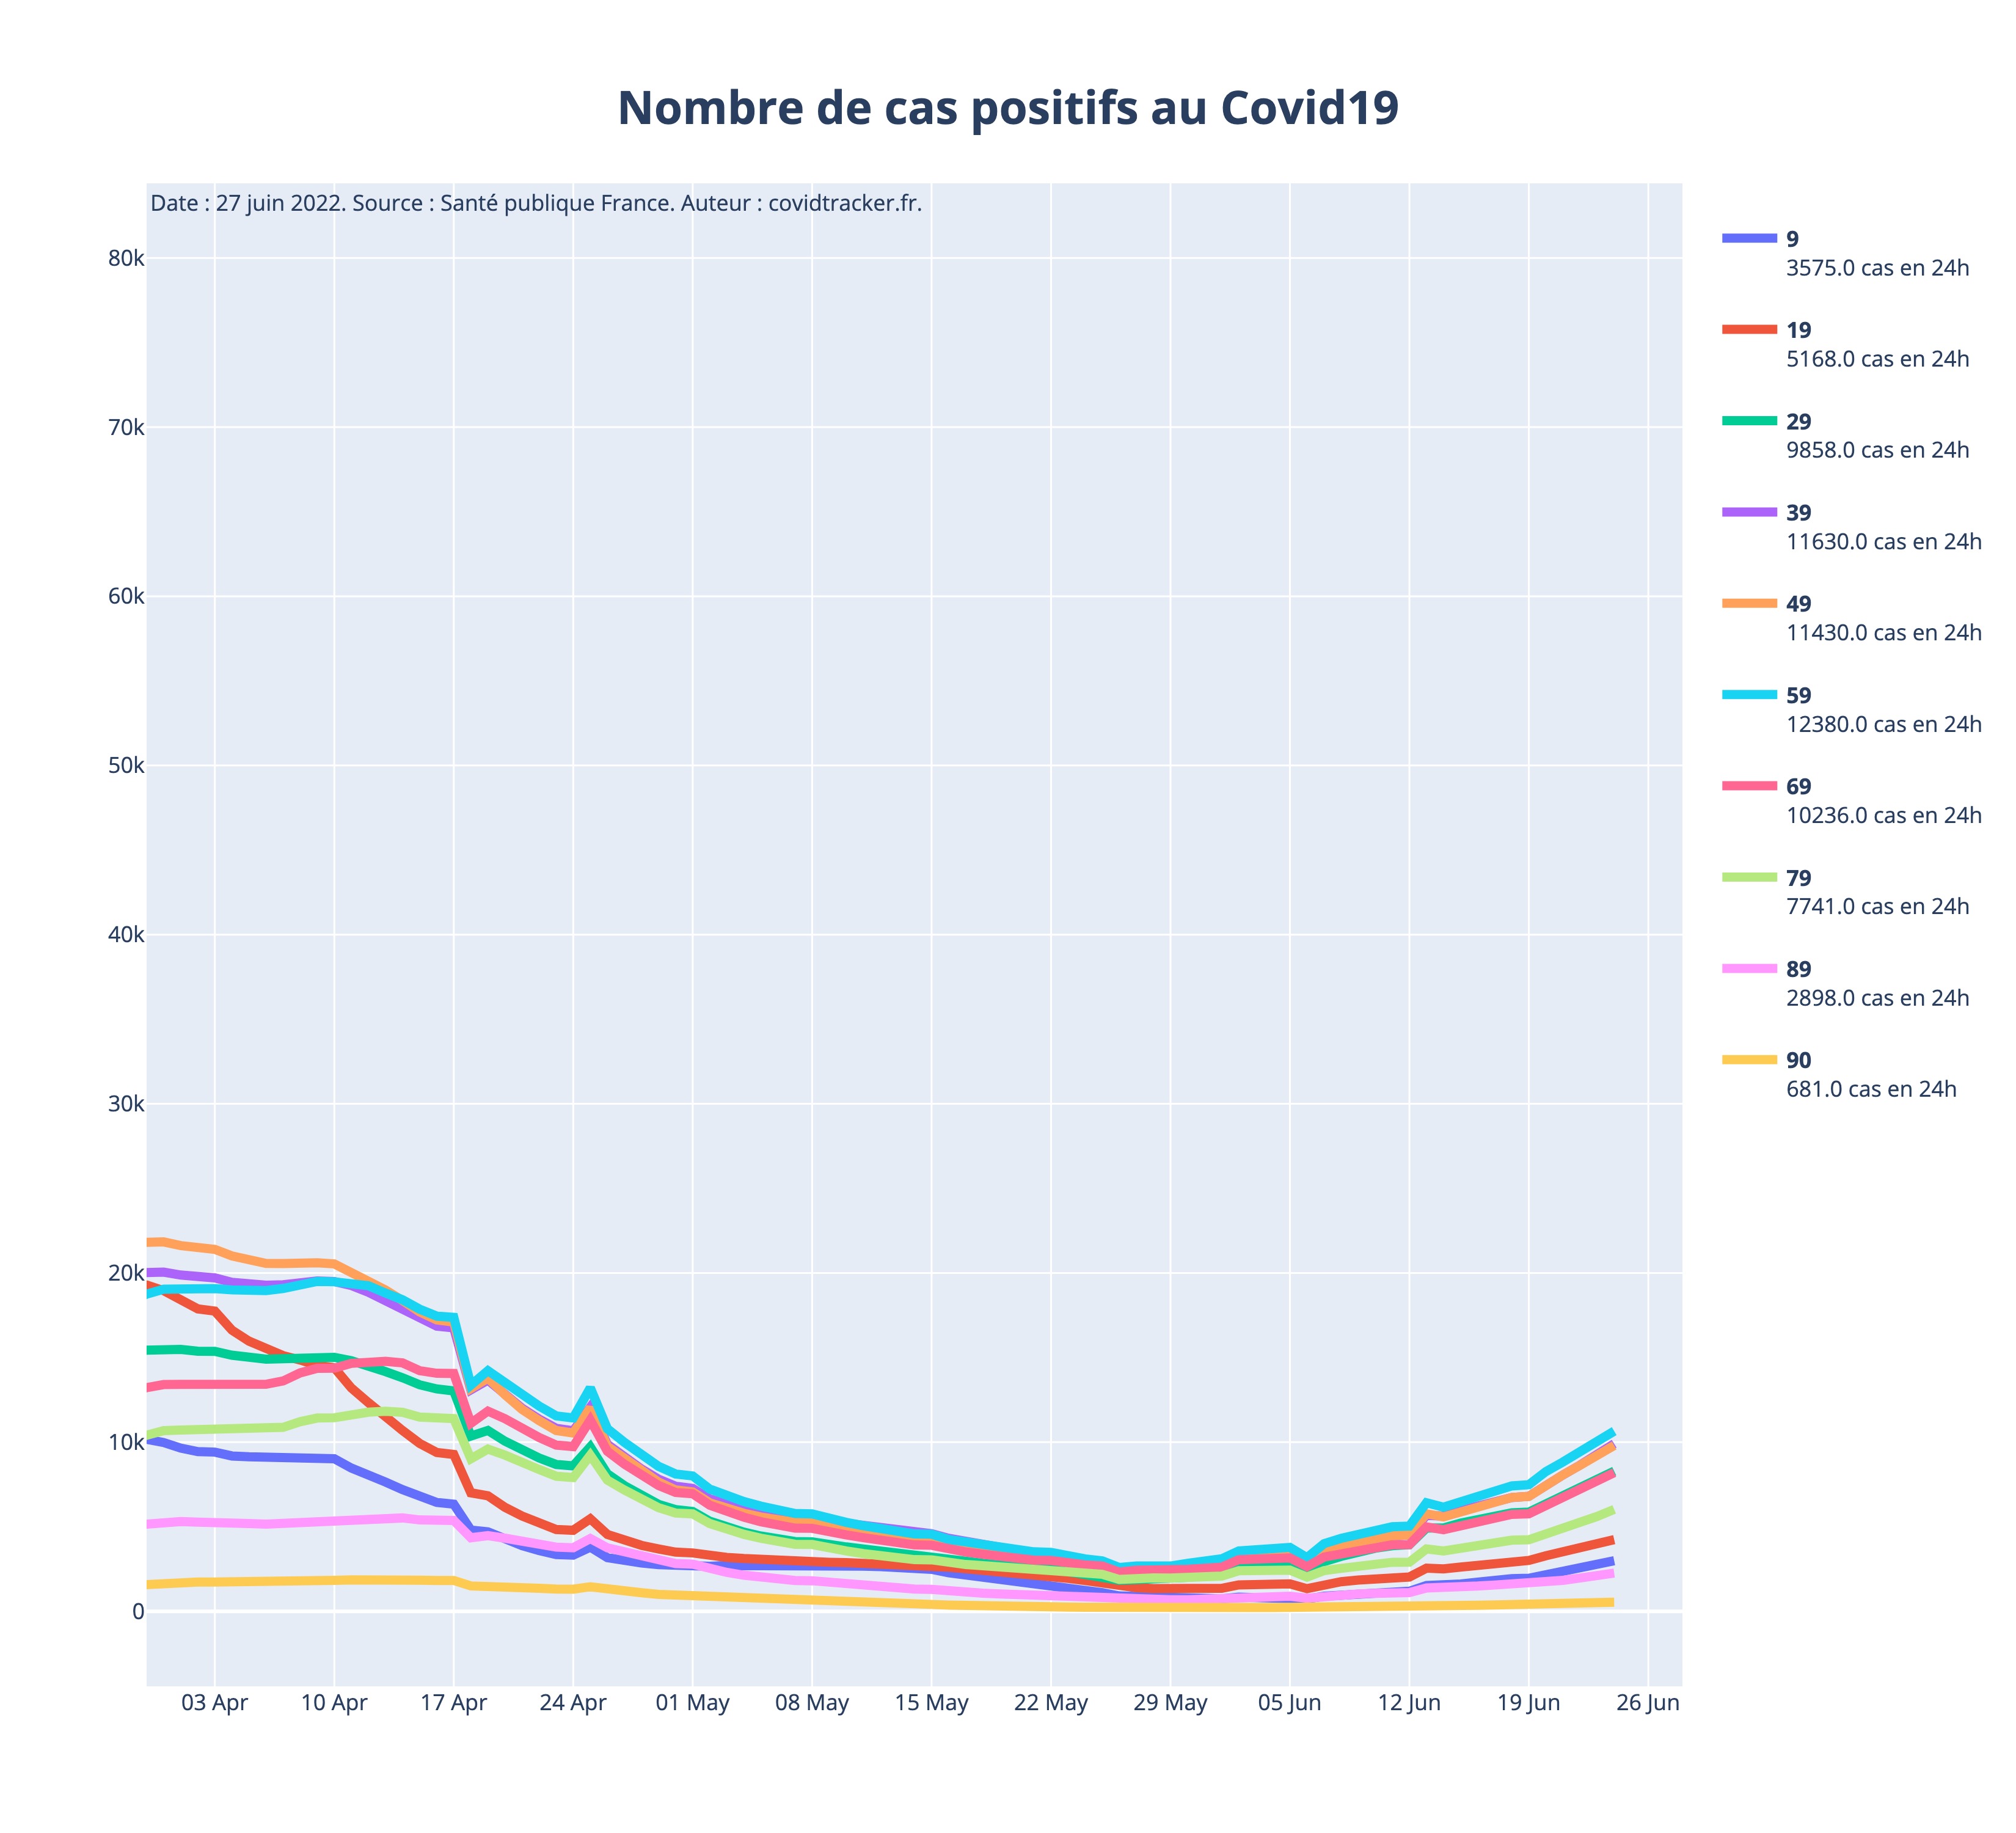 Nombre de cas positifs au Covid19
Date : 27 juin 2022. Source : Santé publique France. Auteur : covidtracker.fr.
80k
70k
60k
50k
40k
30k
20k
10k
0
03 Apr
10 Apr
17 Apr
24 Apr
01 May
08 May
15 May
22 May
29 May
05 Jun
12 Jun
19 Jun
26 Jun
9
3575.0 cas en 24h
19
5168.0 cas en 24h
29
9858.0 cas en 24h
39
11630.0 cas en 24h
49
11430.0 cas en 24h
59
12380.0 cas en 24h
69
10236.0 cas en 24h
79
7741.0 cas en 24h
89
2898.0 cas en 24h
90
681.0 cas en 24h